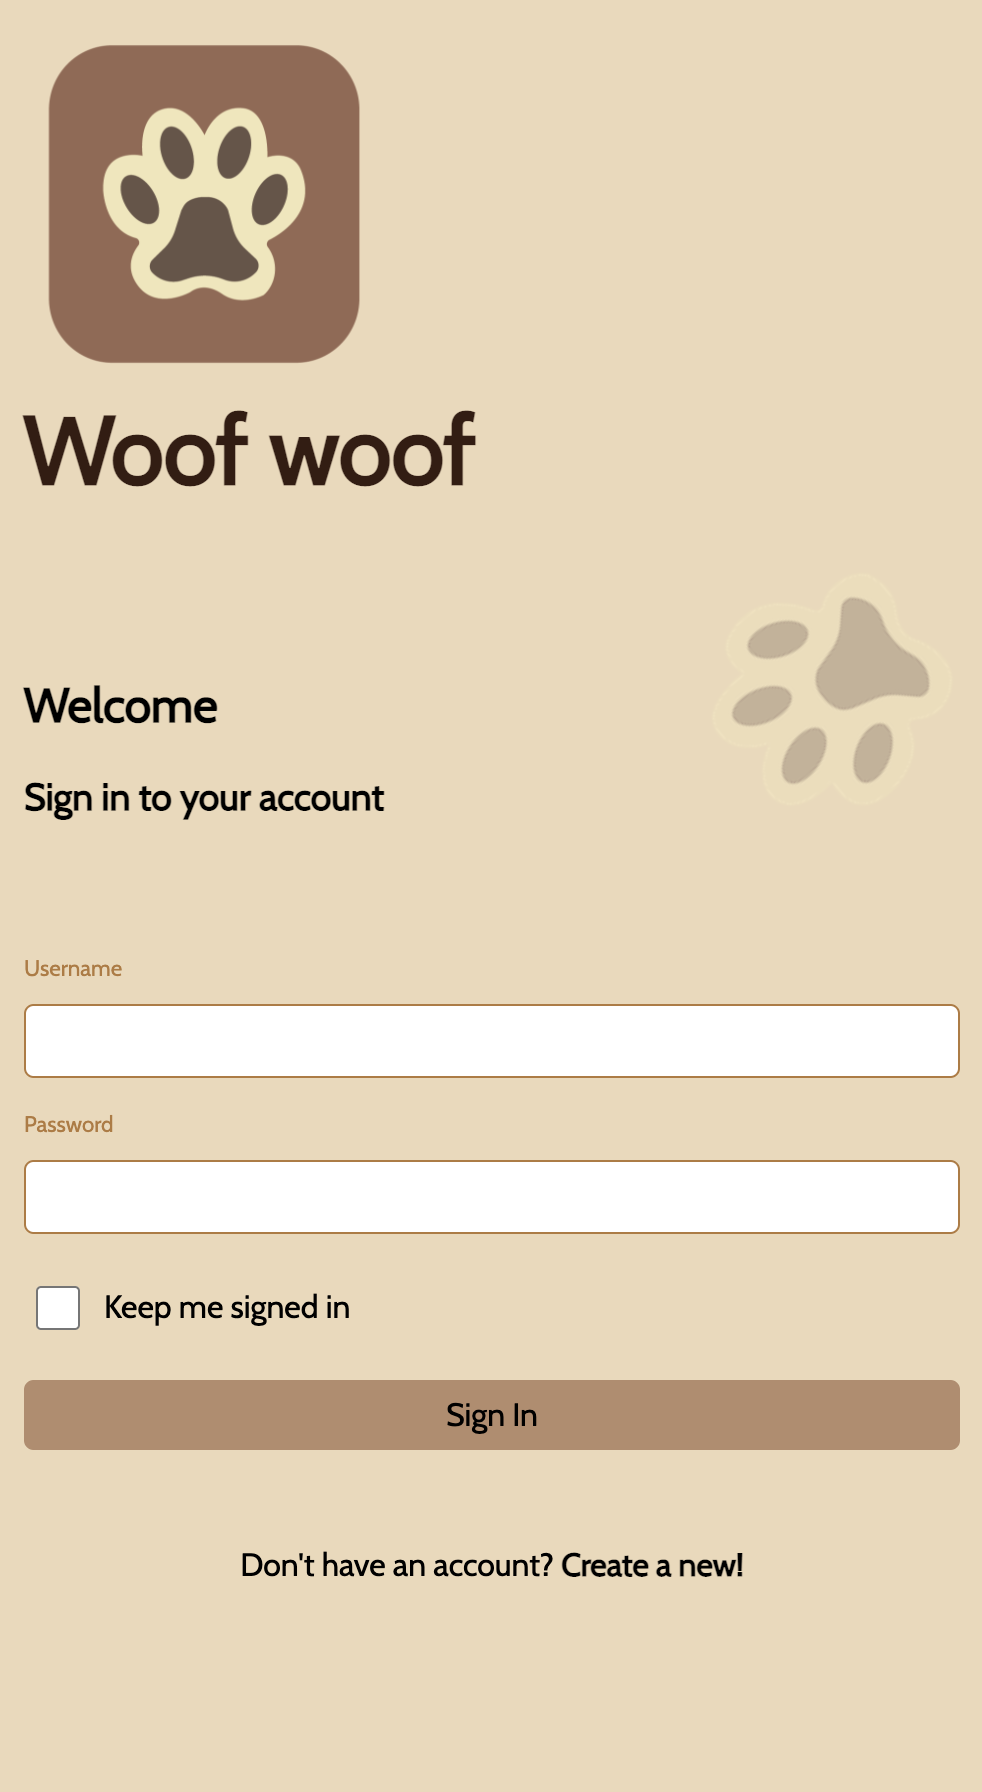 Woof woof
Welcome
Sign in to your account
Username
Password
Keep me signed in
Sign In
Don't have an account? Create a new!